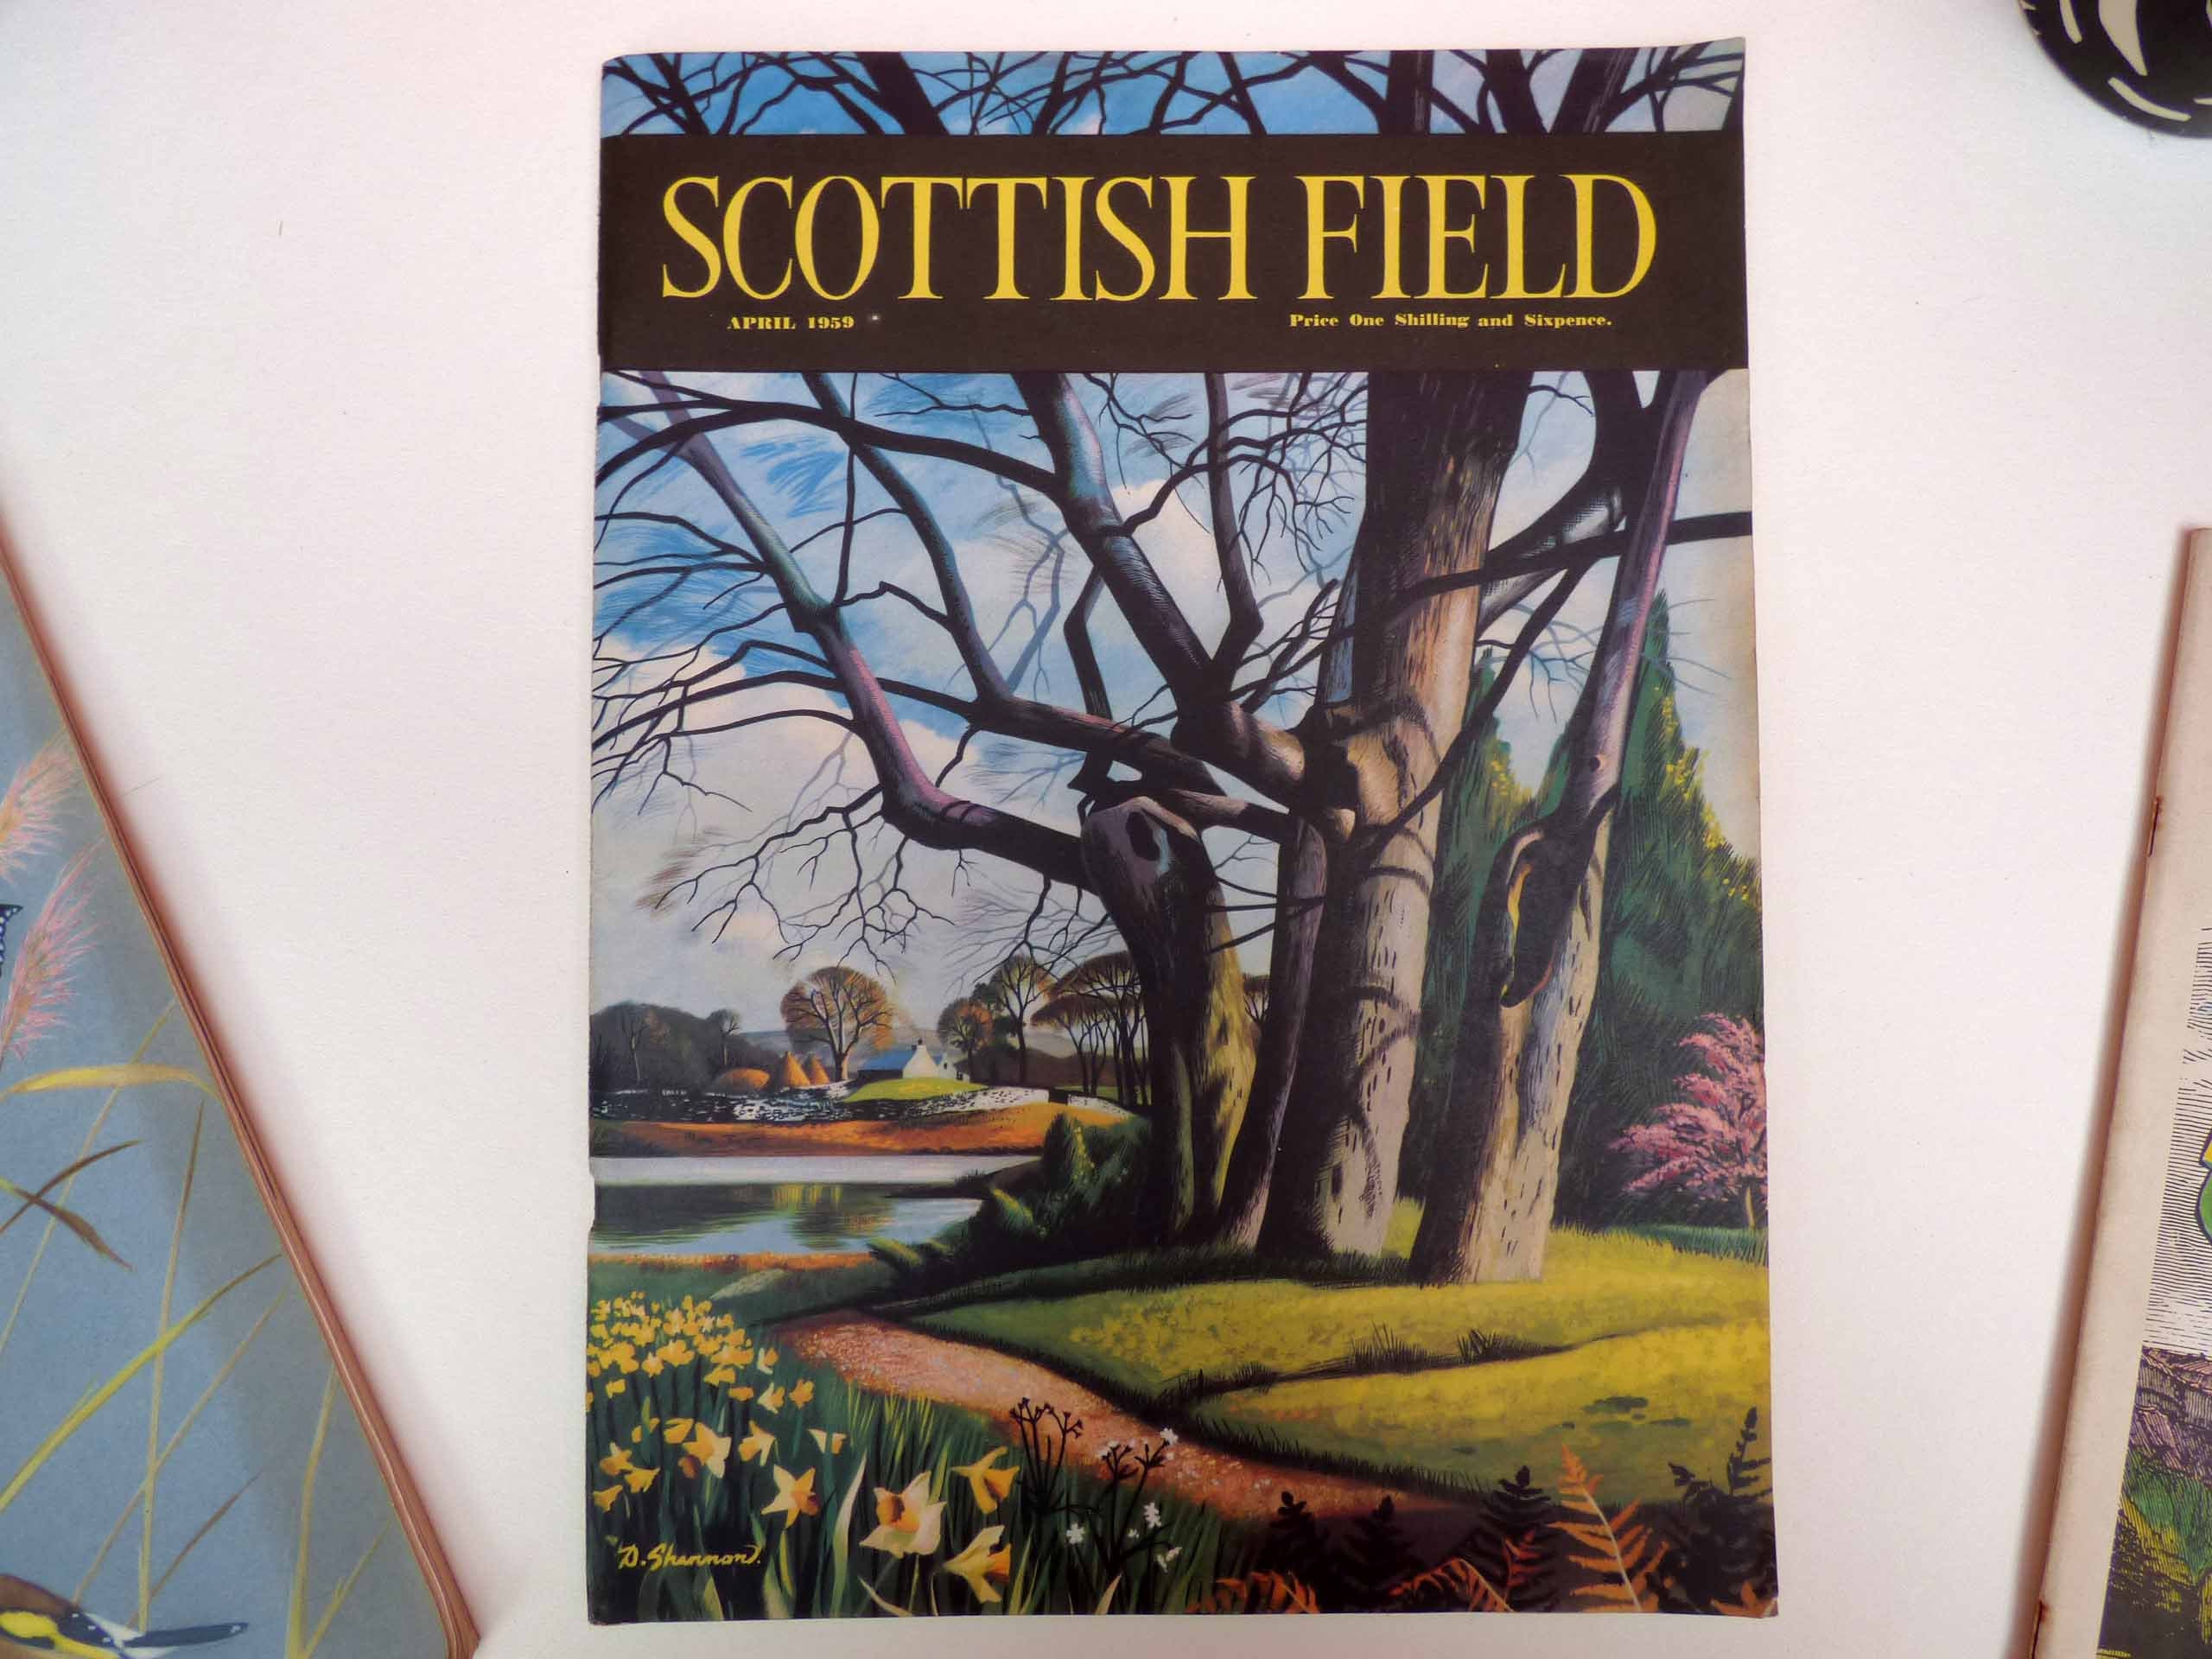 SCOTTISH FIELD
APRIL 1959
Price One Shilling and Sixpence.
D. Shannon.